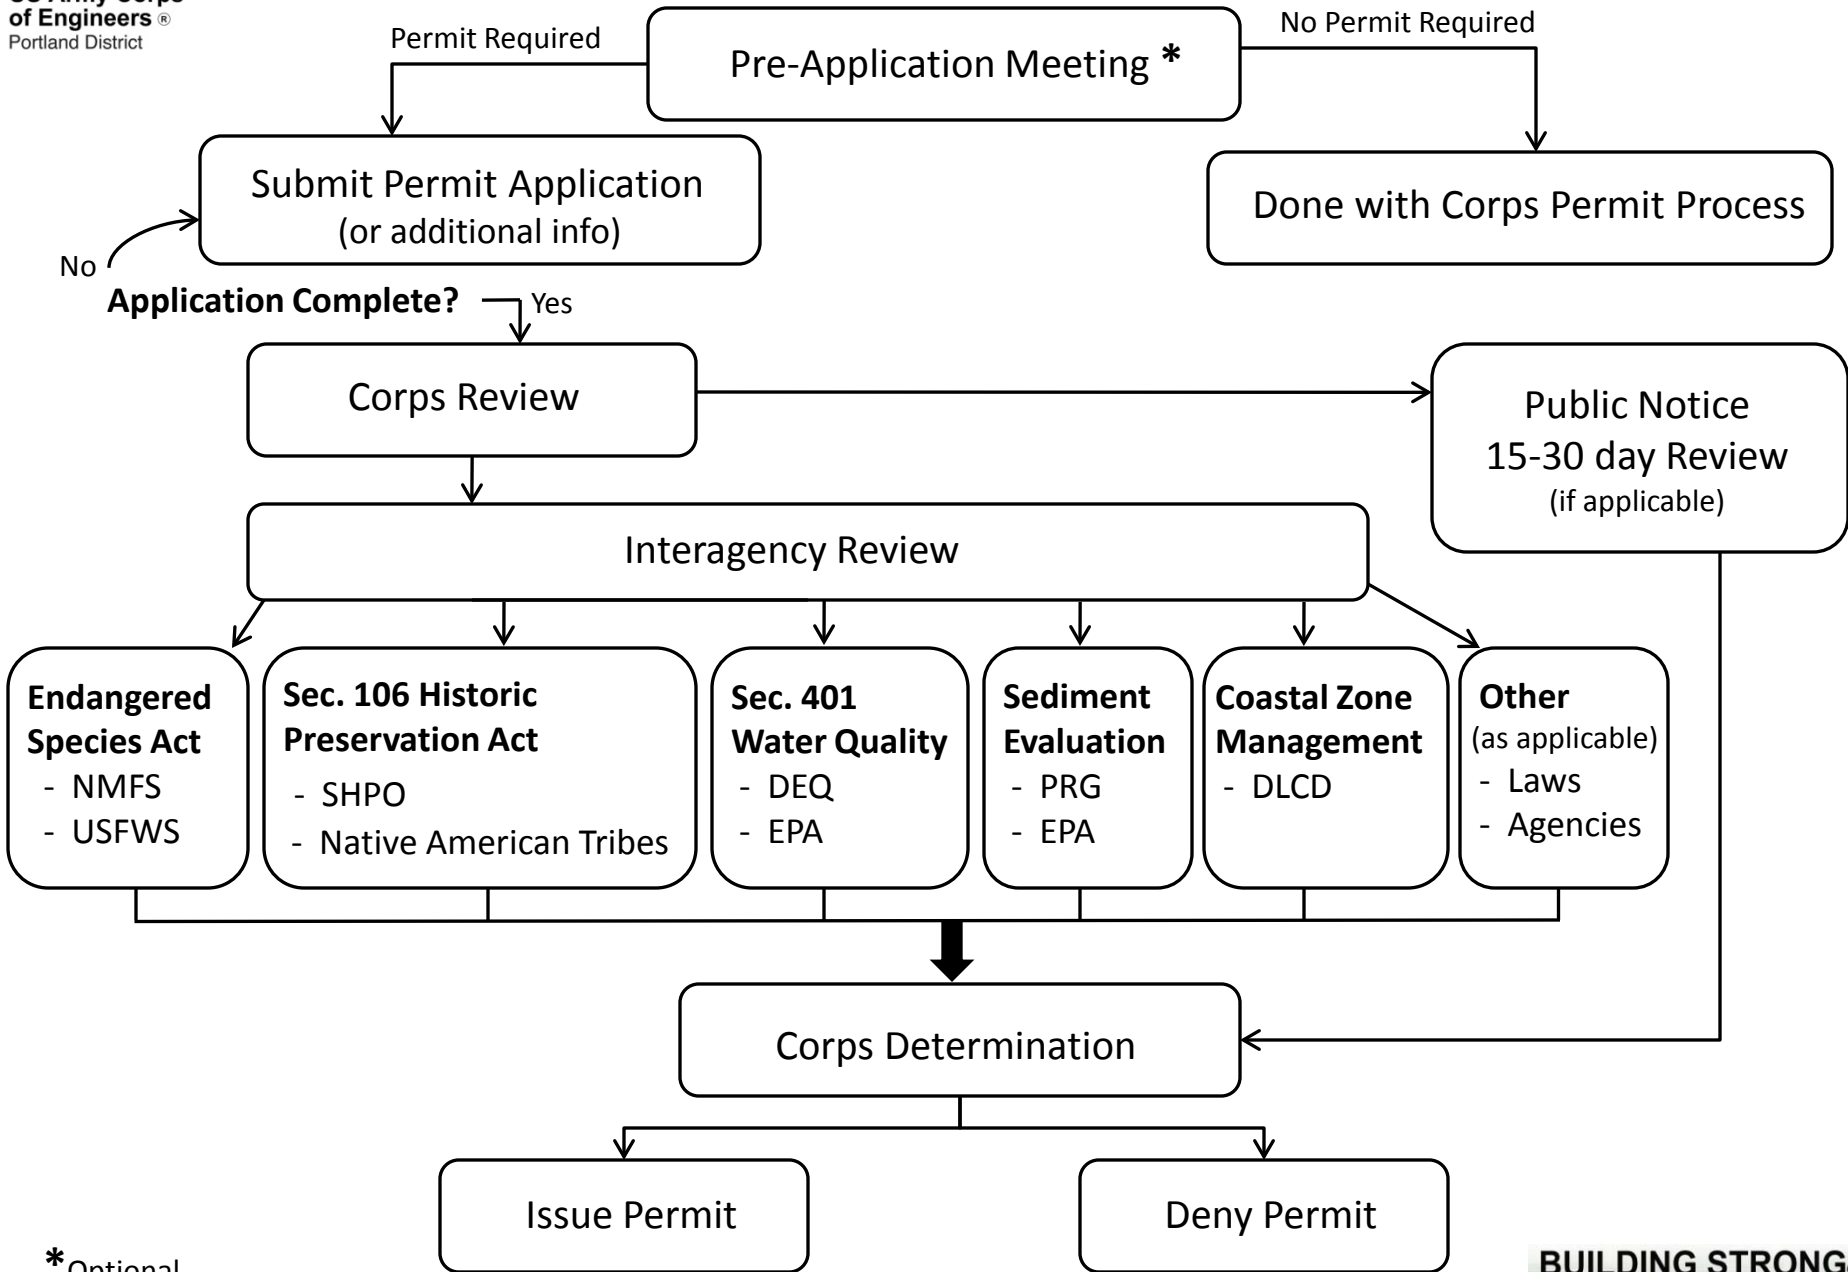 US Army Corps
of Engineers ®
Portland District
Permit Required
Pre-Application Meeting *
No Permit Required
Submit Permit Application
(or additional info)
Done with Corps Permit Process
No
Application Complete?
Yes
Corps Review
Public Notice
15-30 day Review
(if applicable)
Interagency Review
Endangered
Species Act
- NMFS
- USFWS
Sec. 106 Historic
Preservation Act
- SHPO
- Native American Tribes
Sec. 401
Water Quality
- DEQ
- EPA
Sediment
Evaluation
- PRG
- EPA
Coastal Zone
Management
- DLCD
Other
(as applicable)
- Laws
- Agencies
Corps Determination
Issue Permit
Deny Permit
*Optional
BUILDING STRONG